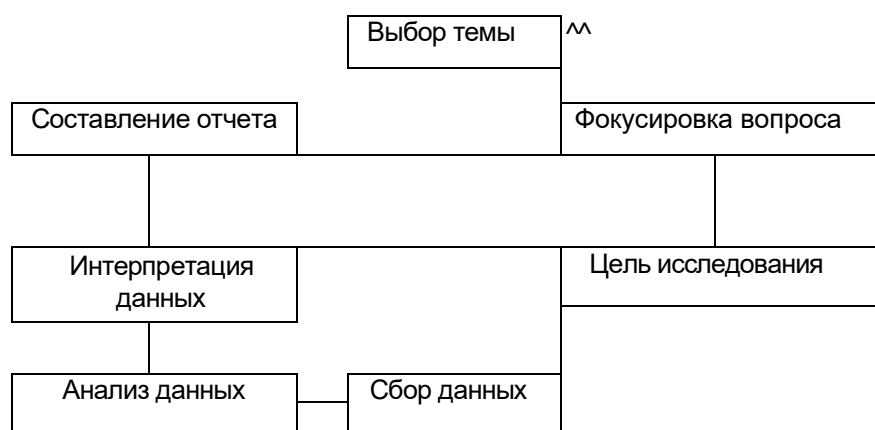 Выбор темы ^^
Составление отчета
Фокусировка вопроса
Интерпретация
данных
Цель исследования
Анализ данных
Сбор данных